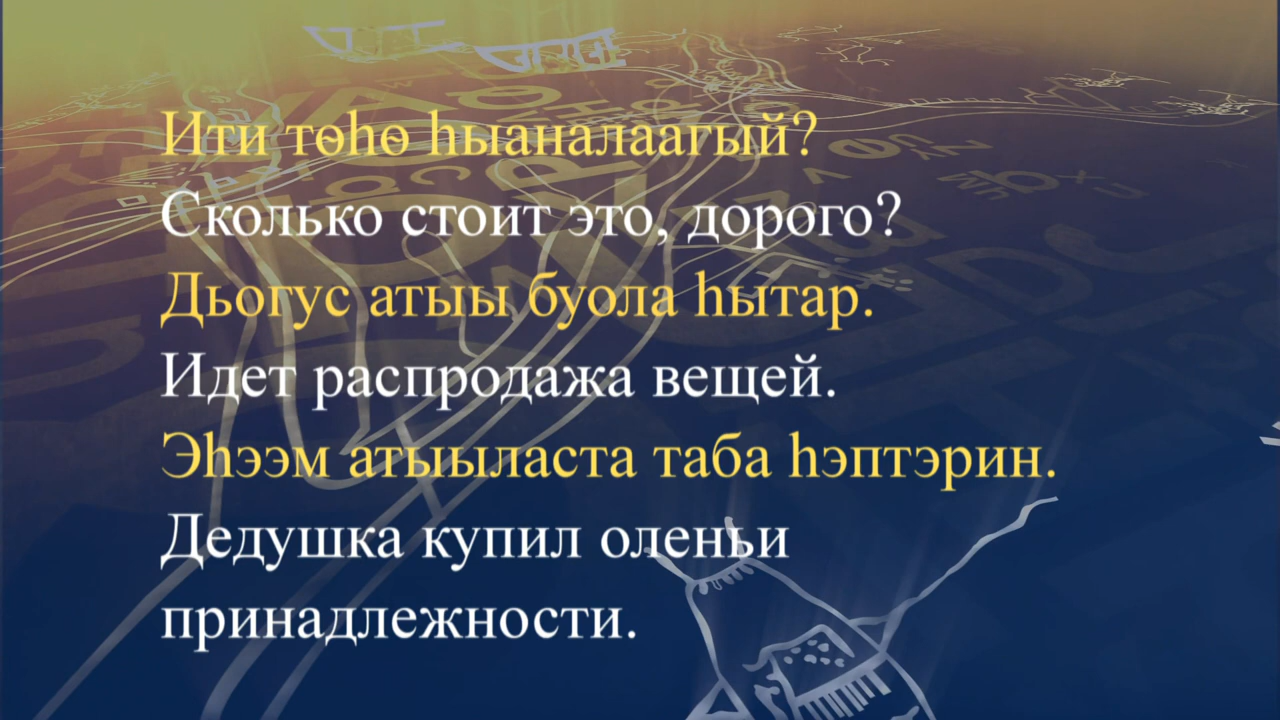 Ити төһө һыаналаагый?
Сколько стоит это, дорого?
Дьогус атыы буола һытар.
Идет распродажа вещей.
Эһээм атыыласта таба һэптэрин.
Дедушка купил оленьи
принадлежности.